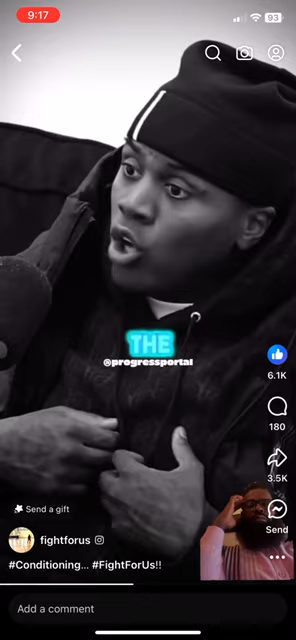 9:17
93
THE
@progressportal
6.1K
180
3.5K
Send a gift
Send
fightforus
#Conditioning... #FightForUs!!
Add a comment